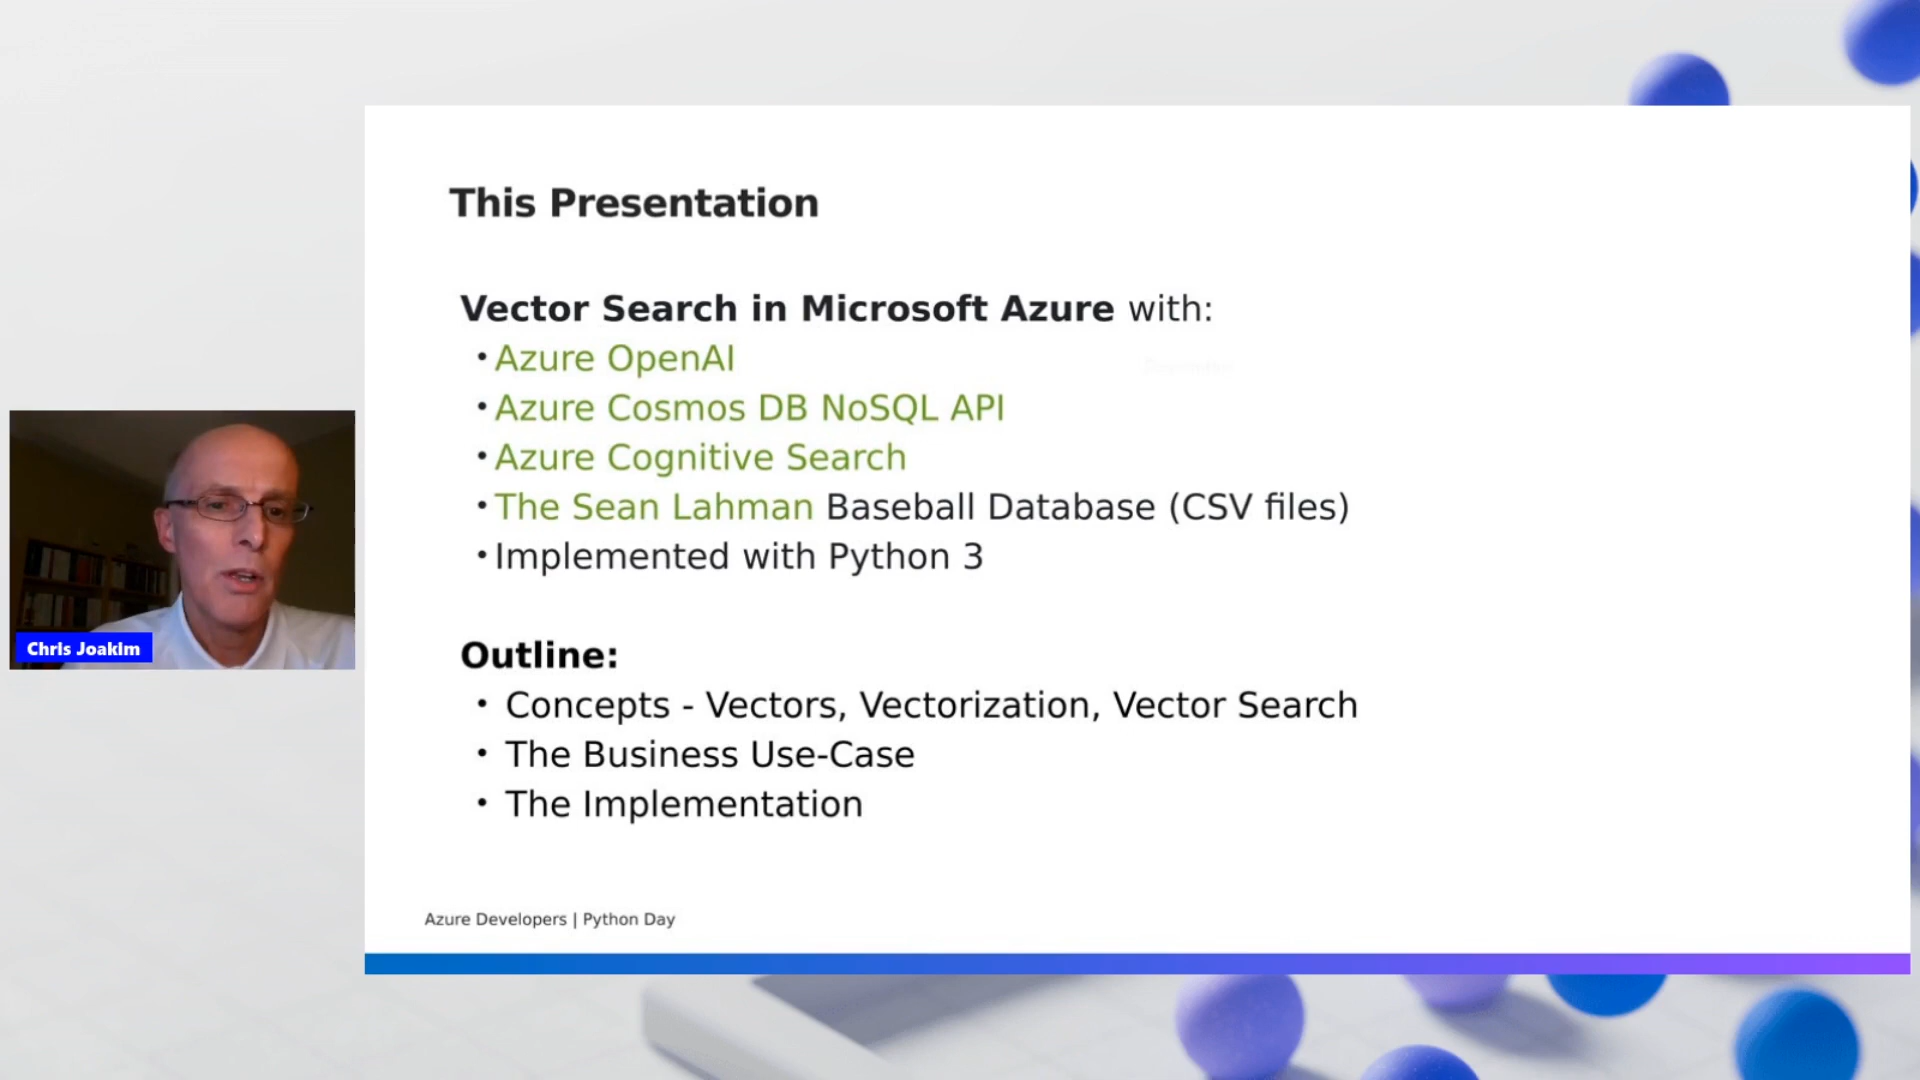 This Presentation
Vector Search in Microsoft Azure with:
•Azure OpenAI
•Azure Cosmos DB NoSQL API
•Azure Cognitive Search
•The Sean Lahman Baseball Database (CSV files)
•Implemented with Python 3
Outline:
• Concepts - Vectors, Vectorization, Vector Search
• The Business Use-Case
• The Implementation
Azure Developers | Python Day
Chris Joakim